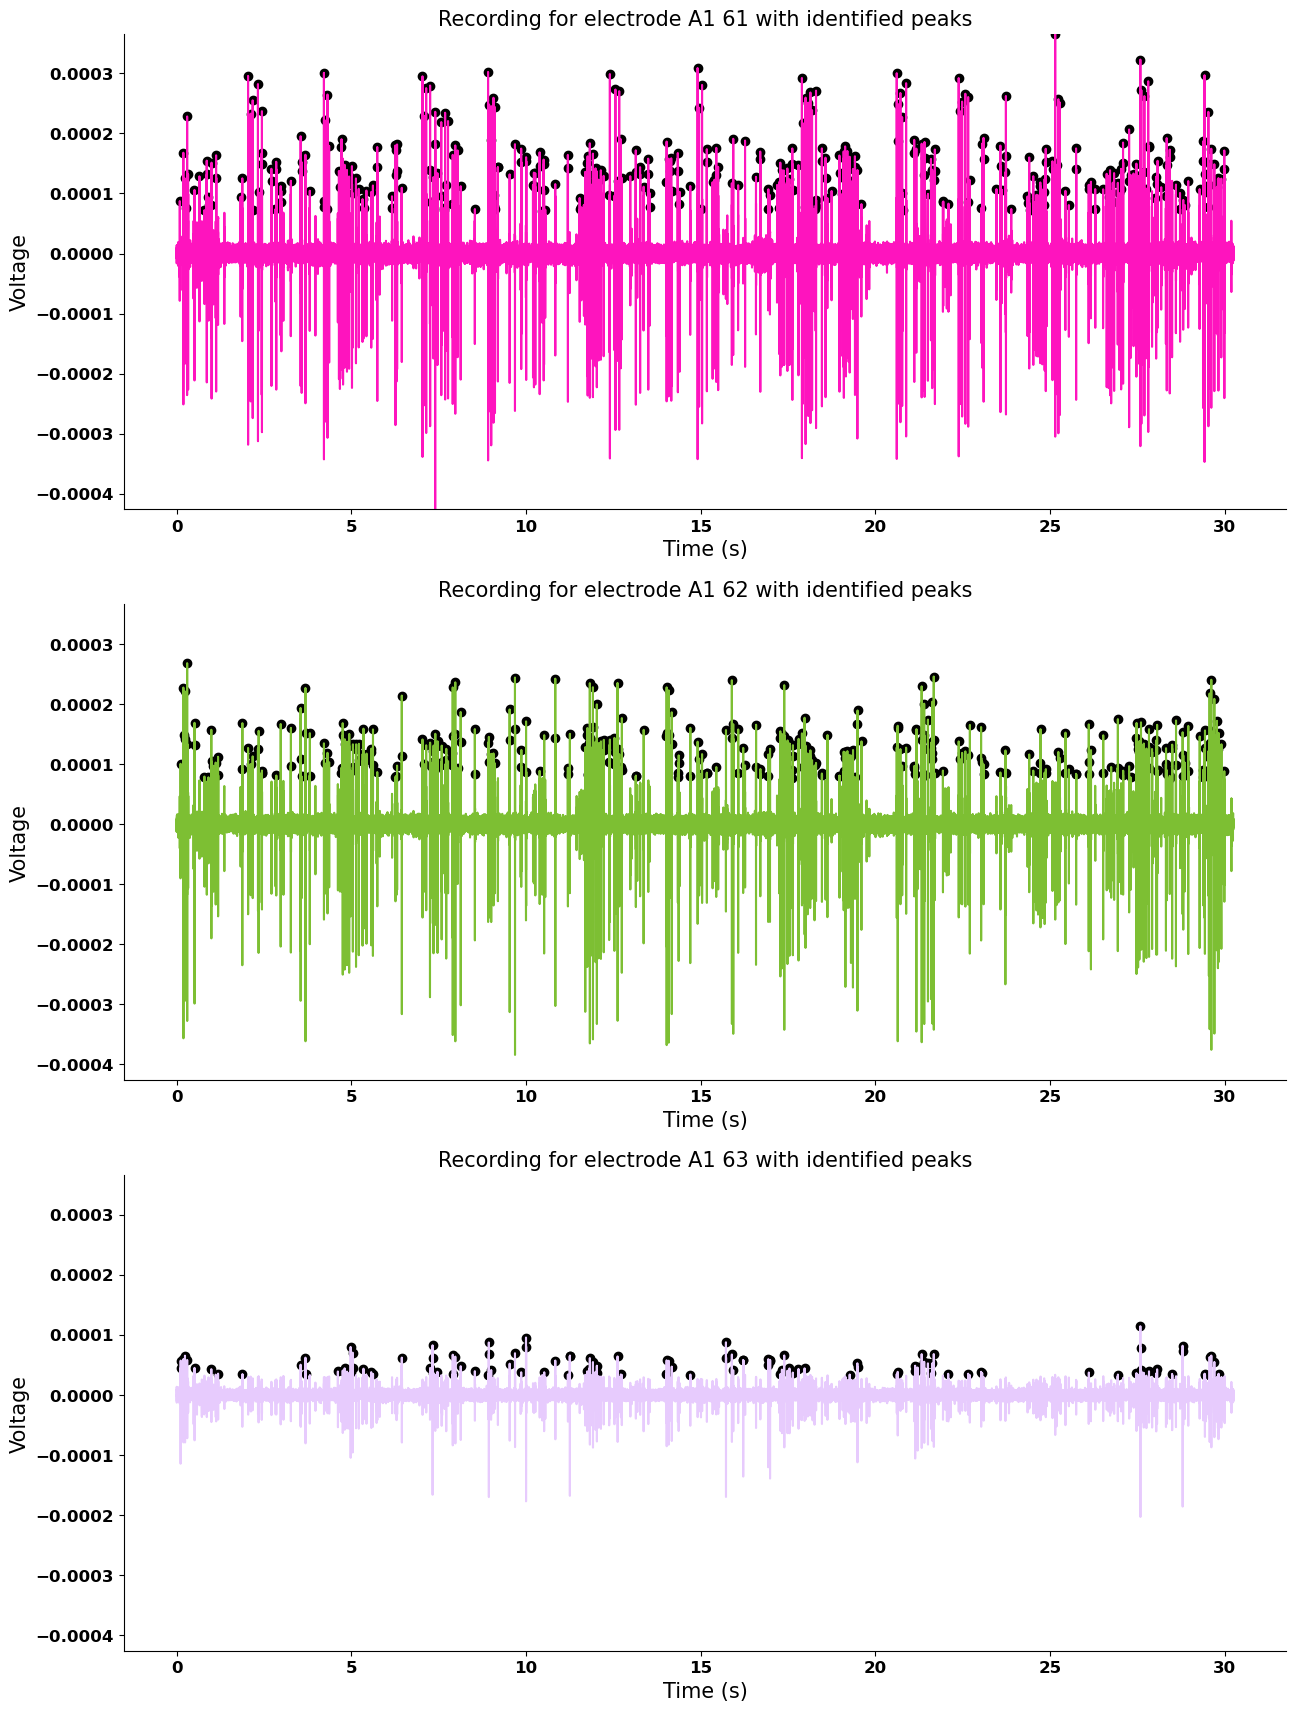 Recording for electrode A1 61 with identified peaks
0.0003
0.0002
0.0001
0.0000
−0.0001
−0.0002
−0.0003
−0.0004
Voltage
0 5 10 15 20 25 30
Time (s)
Recording for electrode A1 62 with identified peaks
0.0003
0.0002
0.0001
0.0000
−0.0001
−0.0002
−0.0003
−0.0004
Voltage
0 5 10 15 20 25 30
Time (s)
Recording for electrode A1 63 with identified peaks
0.0003
0.0002
0.0001
0.0000
−0.0001
−0.0002
−0.0003
−0.0004
Voltage
0 5 10 15 20 25 30
Time (s)